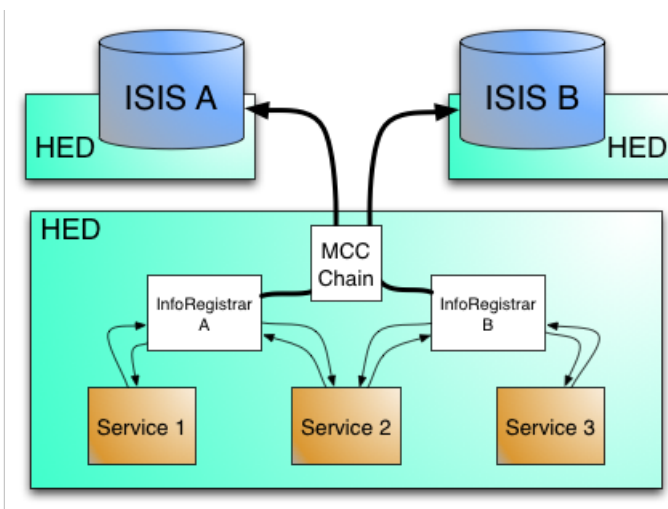 ISIS A
ISIS B
HED
HED
HED
MCC
Chain
InfoRegistrar
A
InfoRegistrar
B
Service 1
Service 2
Service 3